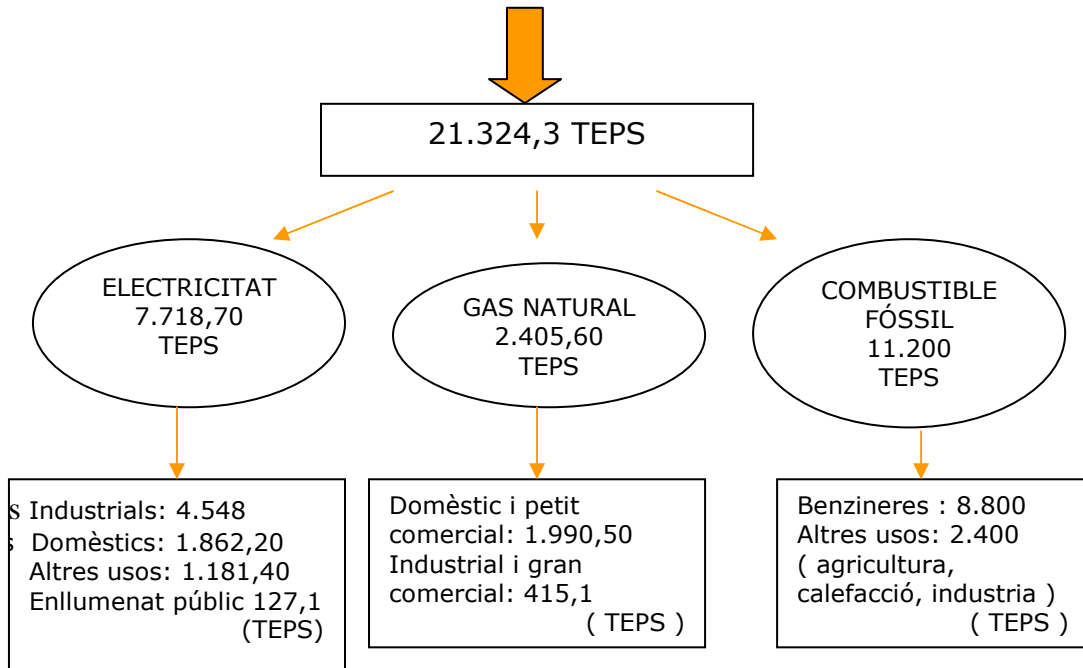 21.324,3 TEPS
ELECTRICITAT
7.718,70
TEPS
GAS NATURAL
2.405,60
TEPS
COMBUSTIBLE
FÓSSIL
11.200
TEPS
s Industrials: 4.548
s Domèstics: 1.862,20
Altres usos: 1.181,40
Enllumenat públic 127,1
(TEPS)
Domèstic i petit
comercial: 1.990,50
Industrial i gran
comercial: 415,1
( TEPS )
Benzineres : 8.800
Altres usos: 2.400
( agricultura,
calefacció, industria )
( TEPS )